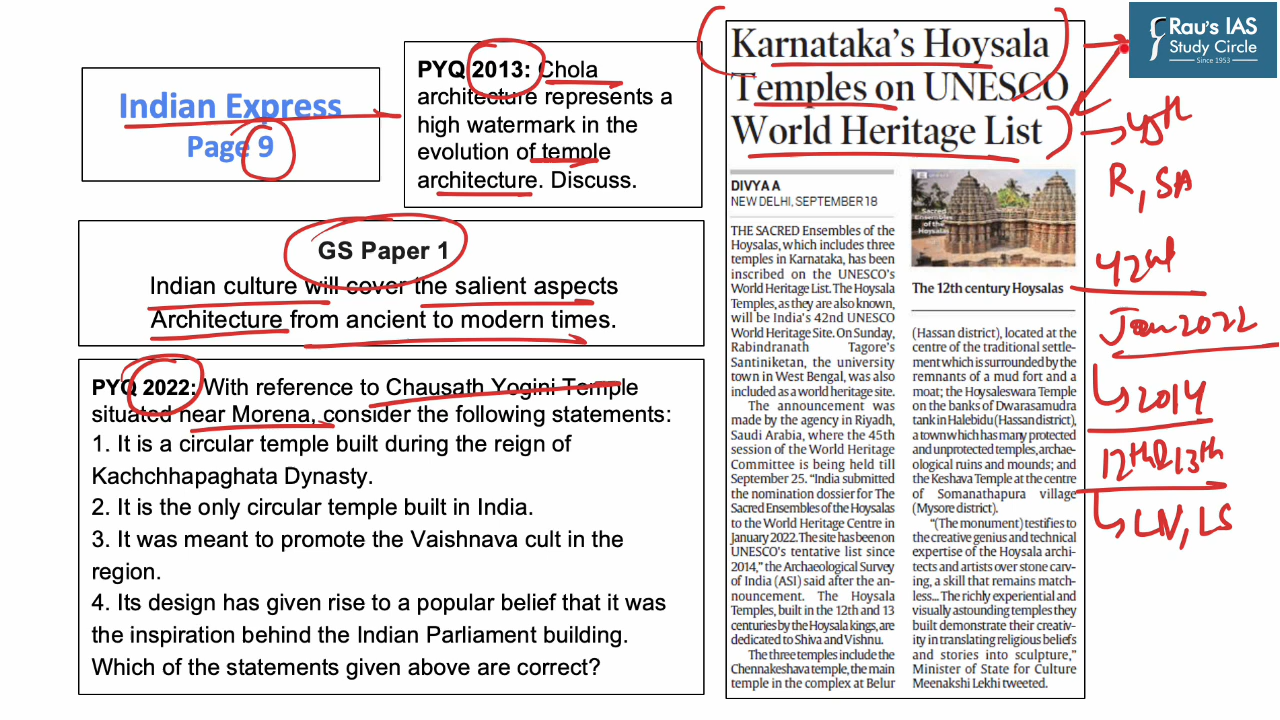 Indian Express
Page 9
PYQ 2013: Chola
architecture represents a
high watermark in the
evolution of temple
architecture. Discuss.
GS Paper 1
Indian culture will cover the salient aspects
Architecture from ancient to modern times.
PYQ 2022: With reference to Chausath Yogini Temple
situated near Morena, consider the following statements:
1. It is a circular temple built during the reign of
Kachchhapaghata Dynasty.
2. It is the only circular temple built in India.
3. It was meant to promote the Vaishnava cult in the
region.
4. Its design has given rise to a popular belief that it was
the inspiration behind the Indian Parliament building.
Which of the statements given above are correct?
Karnataka's Hoysala
Temples on UNESCO
World Heritage List
DIVYA A
NEW DELHI, SEPTEMBER 18
THE SACRED Ensembles of the
Hoysalas, which includes three
temples in Karnataka, has been
inscribed on the UNESCO's
World Heritage List. The Hoysala
Temples, as they are also known,
will be India's 42nd UNESCO
World Heritage Site. On Sunday,
Rabindranath Tagore's
Santiniketan, the university
town in West Bengal, was also
included as a world heritage site.
The announcement was
made by the agency in Riyadh,
Saudi Arabia, where the 45th
session of the World Heritage
Committee is being held till
September 25. "India submitted
the nomination dossier for The
Sacred Ensembles of the Hoysalas
to the World Heritage Centre in
January 2022. The site has been on
UNESCO's tentative list since
2014," the Archaeological Survey
of India (ASI) said after the an-
nouncement. The Hoysala
Temples, built in the 12th and 13
centuries by the Hoysala kings, are
dedicated to Shiva and Vishnu.
The three temples include the
Chennakeshava temple, the main
temple in the complex at Belur
Sacred
Ensembles
of the
Hoysalas
The 12th century Hoysalas
(Hassan district), located at the
centre of the traditional settle-
ment which is surrounded by the
remnants of a mud fort and a
moat; the Hoysaleswara Temple
on the banks of Dwarasamudra
tank in Halebidu (Hassan district),
a town which has many protected
and unprotected temples, archae-
ological ruins and mounds; and
the Keshava Temple at the centre
of Somanathapura village
(Mysore district).
"(The monument) testifies to
the creative genius and technical
expertise of the Hoysala archi-
tects and artists over stone carv-
ing, a skill that remains match-
less... The richly experiential and
visually astounding temples they
built demonstrate their creativ-
ity in translating religious beliefs
and stories into sculpture,"
Minister of State for Culture
Meenakshi Lekhi tweeted.
Rau's IAS
Study Circle
Since 1953
45th
R, SA
42nd
Jan 2022
2014
12th & 13th
LV, LS